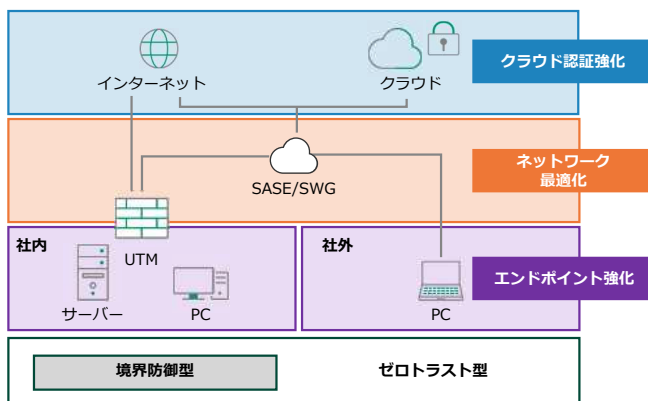 インターネット
クラウド
クラウド認証強化
SASE/SWG
ネットワーク
最適化
社内
UTM
サーバー
PC
社外
PC
エンドポイント強化
境界防御型
ゼロトラスト型